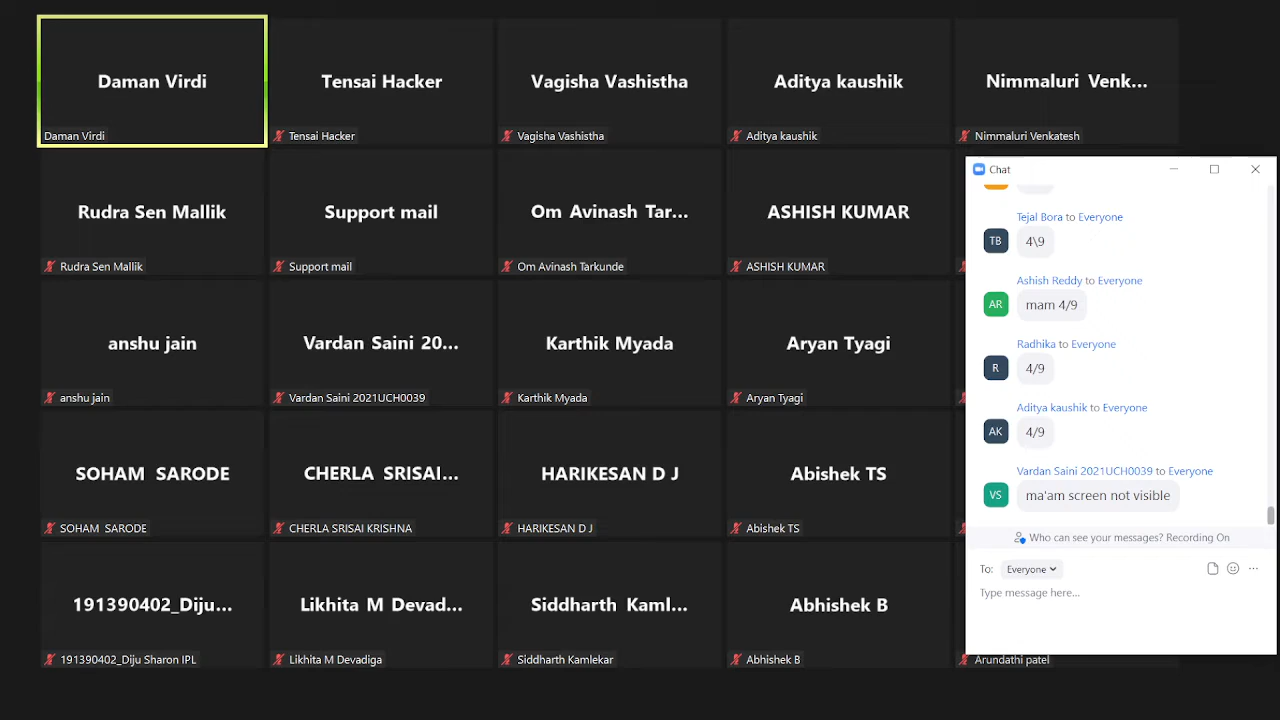 Daman Virdi
Tensai Hacker
Vagisha Vashistha
Aditya kaushik
Nimmaluri Venk...
Daman Virdi
Tensai Hacker
Vagisha Vashistha
Aditya kaushik
Nimmaluri Venkatesh
Rudra Sen Mallik
Support mail
Om Avinash Tar...
ASHISH KUMAR
Rudra Sen Mallik
Support mail
Om Avinash Tarkunde
ASHISH KUMAR
anshu jain
Vardan Saini 20...
Karthik Myada
Aryan Tyagi
anshu jain
Vardan Saini 2021UCH0039
Karthik Myada
Aryan Tyagi
SOHAM SARODE
CHERLA SRISAI...
HARIKESAN D J
Abishek TS
SOHAM SARODE
CHERLA SRISAI KRISHNA
HARIKESAN D J
Abishek TS
191390402_Diju...
Likhita M Devad...
Siddharth Kaml...
Abhishek B
191390402_Diju Sharon IPL
Likhita M Devadiga
Siddharth Kamlekar
Abhishek B
Arundathi patel
Chat
Tejal Bora to Everyone
TB
4\9
Ashish Reddy to Everyone
AR
mam 4/9
Radhika to Everyone
R
4/9
Aditya kaushik to Everyone
AK
4/9
Vardan Saini 2021UCH0039 to Everyone
VS
ma'am screen not visible
Who can see your messages? Recording On
To: Everyone
Type message here...